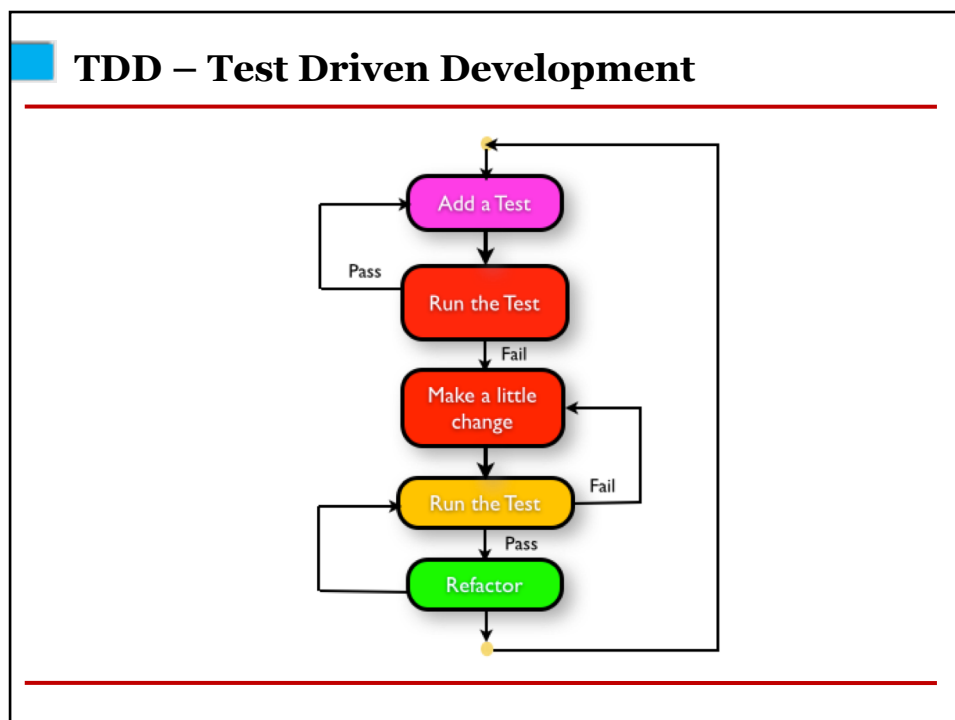 TDD – Test Driven Development
Add a Test
Pass
Run the Test
Fail
Make a little
change
Run the Test
Fail
Pass
Refactor